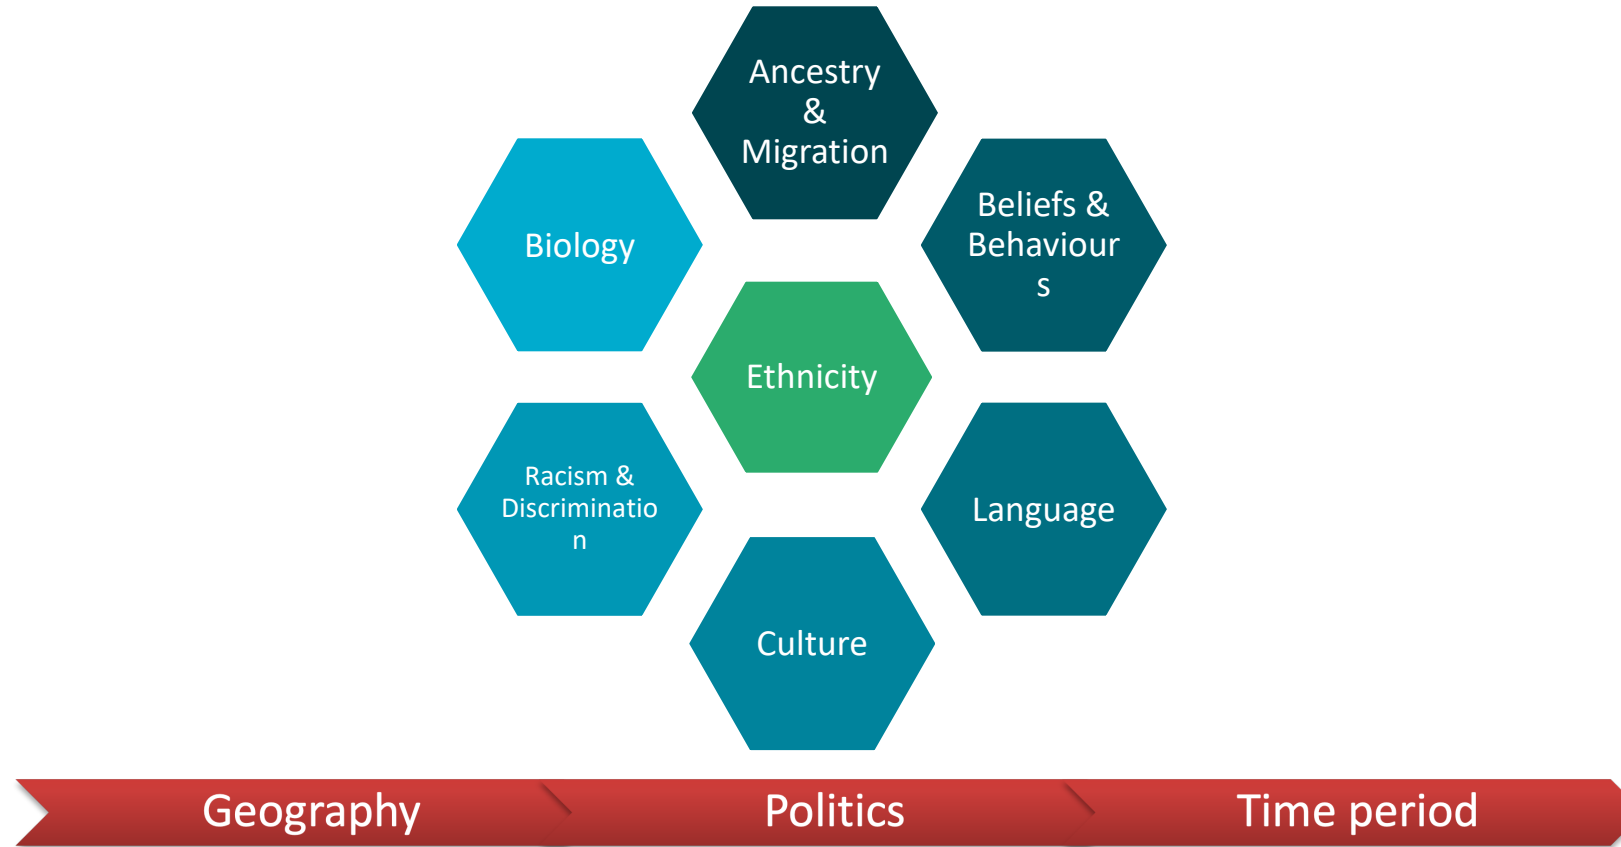 Ancestry
&
Migration
Biology
Beliefs &
Behaviour
s
Ethnicity
Racism &
Discriminatio
n
Language
Culture
Geography
Politics
Time period